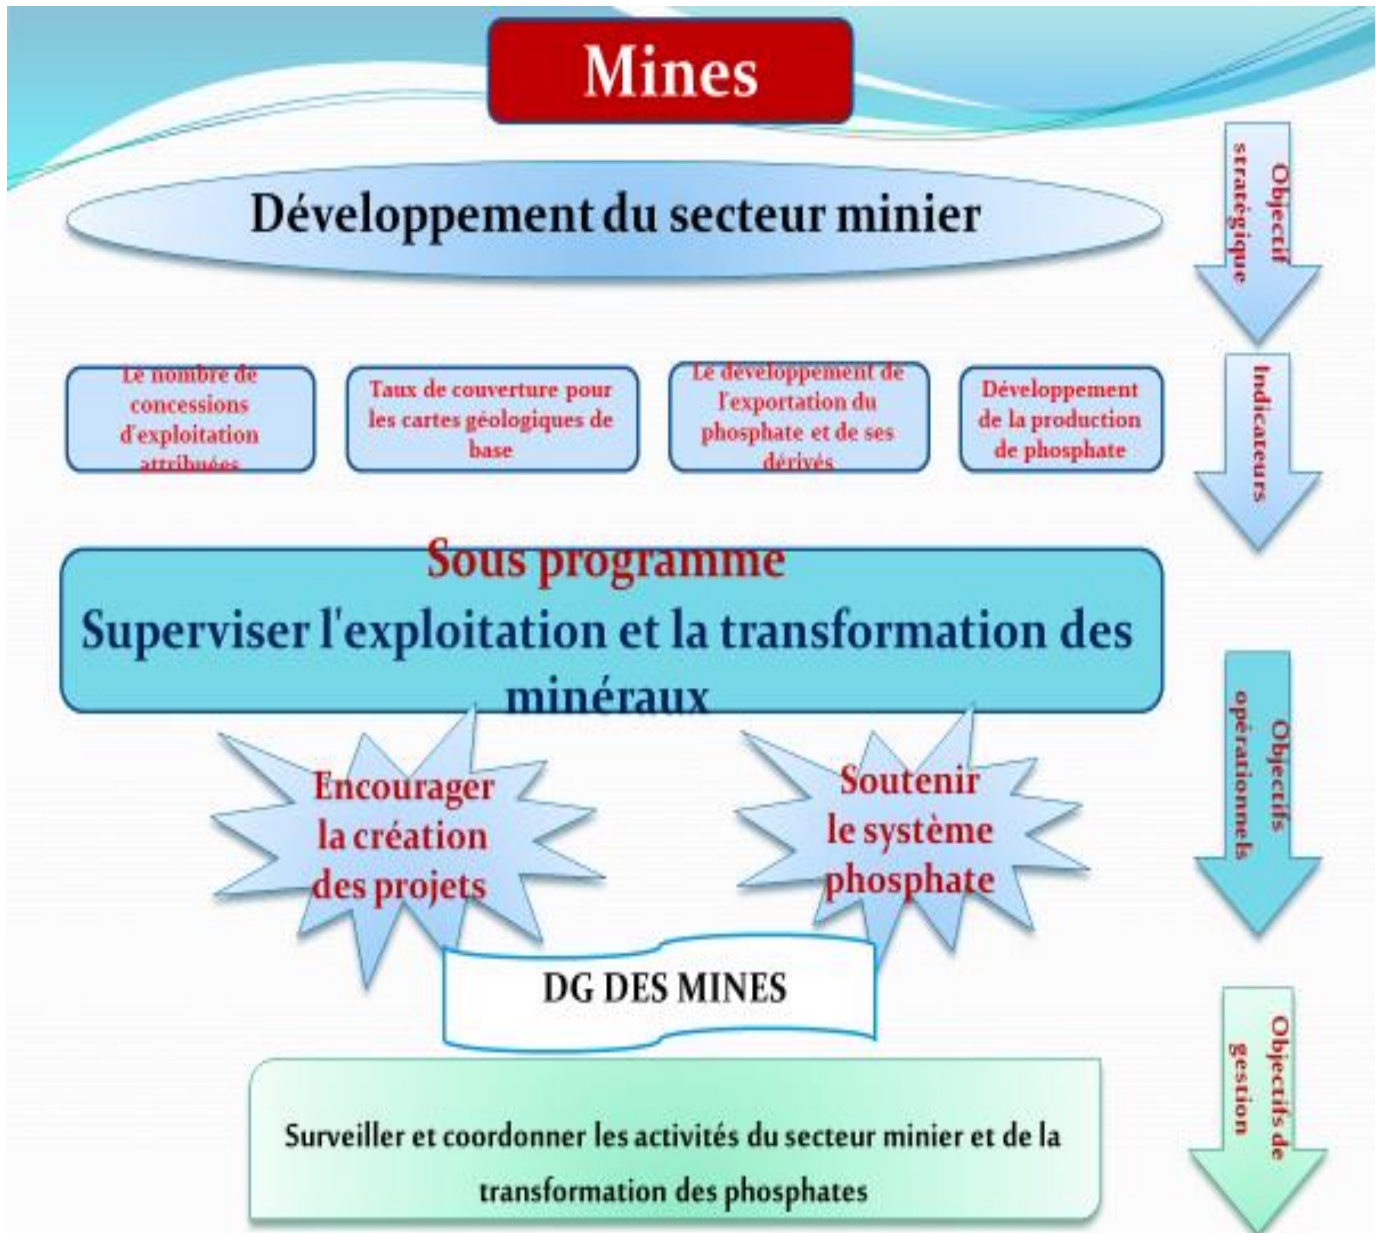 Mines
Objectif
stratégique
Développement du secteur minier
Indicateurs
Le nombre de
concessions
d'exploitation
attribuées
Taux de couverture pour
les cartes géologiques de
base
Le développement de
l'exportation du
phosphate et de ses
dérivés
Développement
de la production
de phosphate
Sous programme
Superviser l'exploitation et la transformation des
minéraux
Objectifs
opérationnels
Encourager
la création
des projets
Soutenir
le système
phosphate
DG DES MINES
Objectifs de
gestion
Surveiller et coordonner les activités du secteur minier et de la
transformation des phosphates